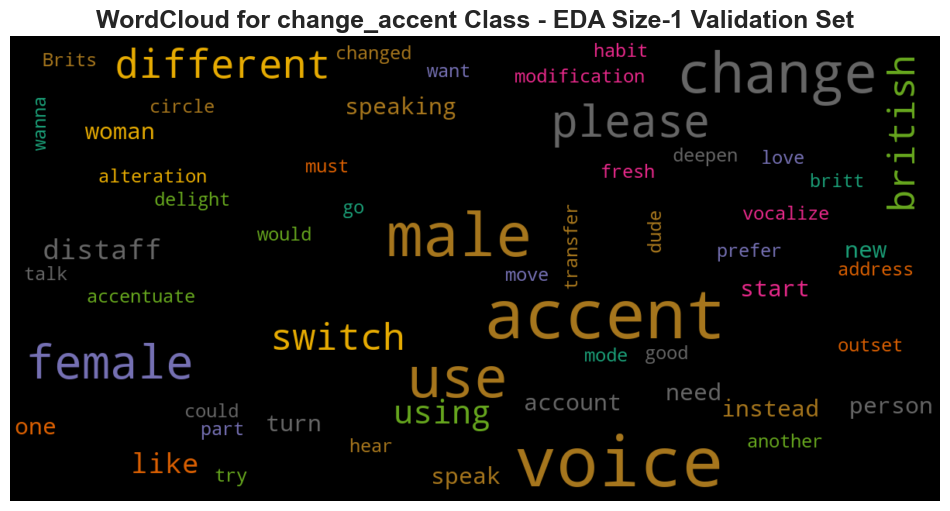 WordCloud for change_accent Class - EDA Size-1 Validation Set
Brits
different
changed
want
habit
modification
change
british
wanna
circle
speaking
please
woman
deepen
love
alteration
must
fresh
britt
delight
go
vocalize
would
male
transfer
dude
prefer
new
distaff
talk
move
address
accentuate
start
accent
switch
outset
female
mode
good
use
need
account
instead
person
could
using
one
part
turn
another
hear
like
try
speak
voice